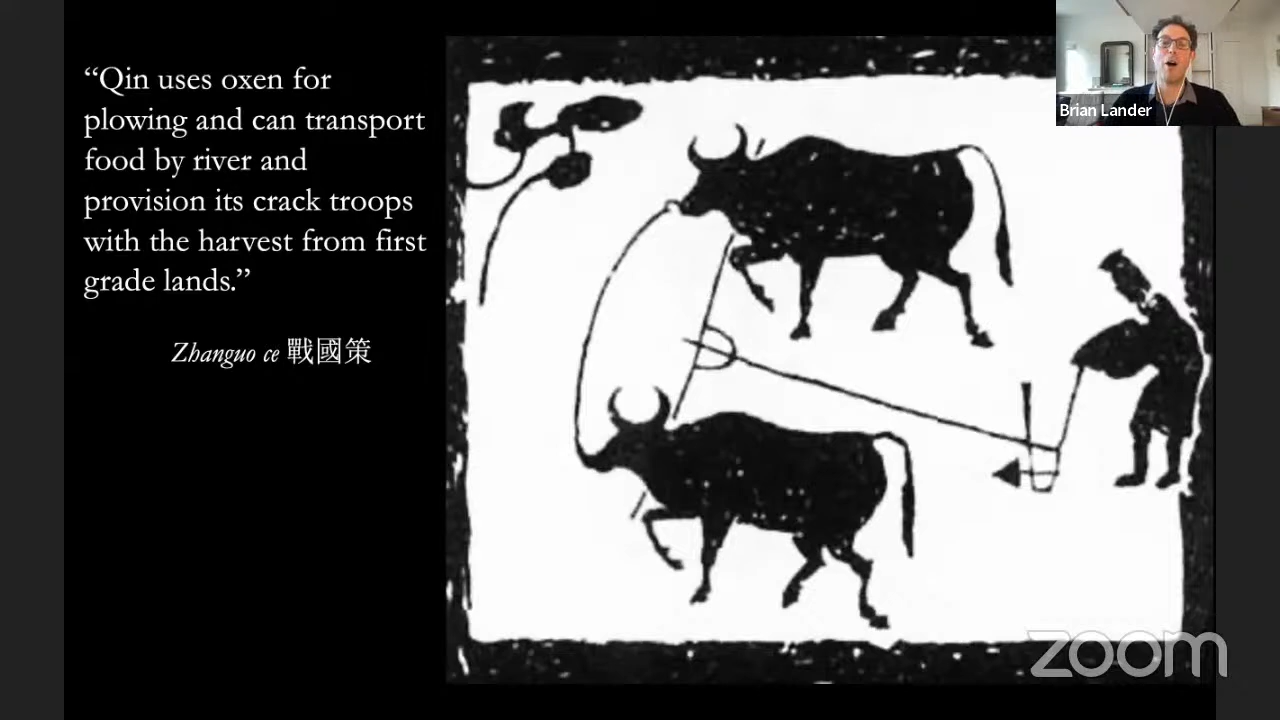 “Qin uses oxen for
plowing and can transport
food by river and
provision its crack troops
with the harvest from first
grade lands.”
Zhanguo ce 戰國策
Brian Lander
zoom